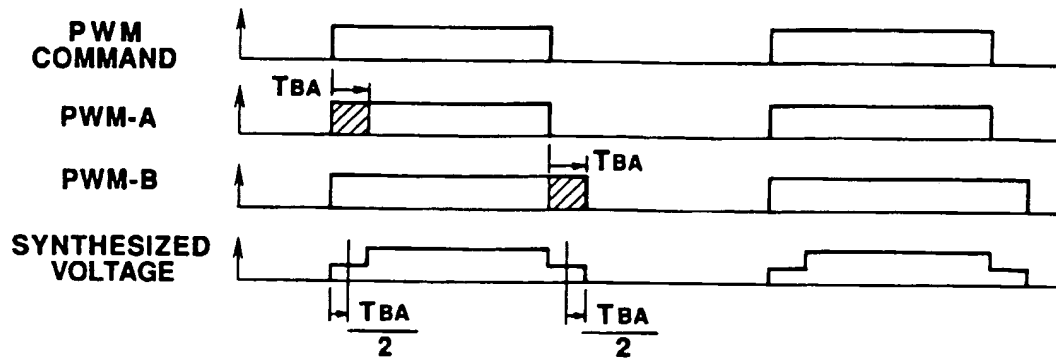 PWM
COMMAND
TBA
PWM-A
TBA
PWM-B
SYNTHESIZED
VOLTAGE
TBA
2
TBA
2